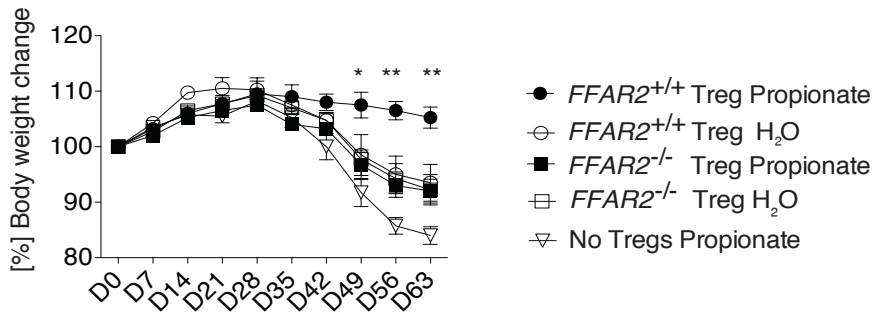 [%] Body weight change
120
110
100
90
80
* ** **
D0 D7 D14 D21 D28 D35 D42 D49 D56 D63
FFAR2+/+ Treg Propionate
FFAR2+/+ Treg H2O
FFAR2-/- Treg Propionate
FFAR2-/- Treg H2O
No Tregs Propionate